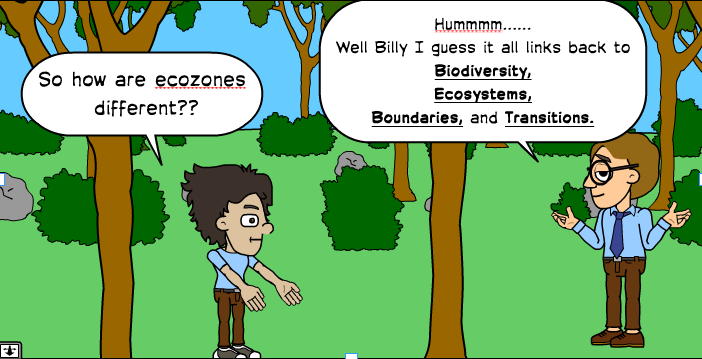 So how are ecozones
different??
Hummmm......
Well Billy I guess it all links back to
Biodiversity,
Ecosystems,
Boundaries, and Transitions.